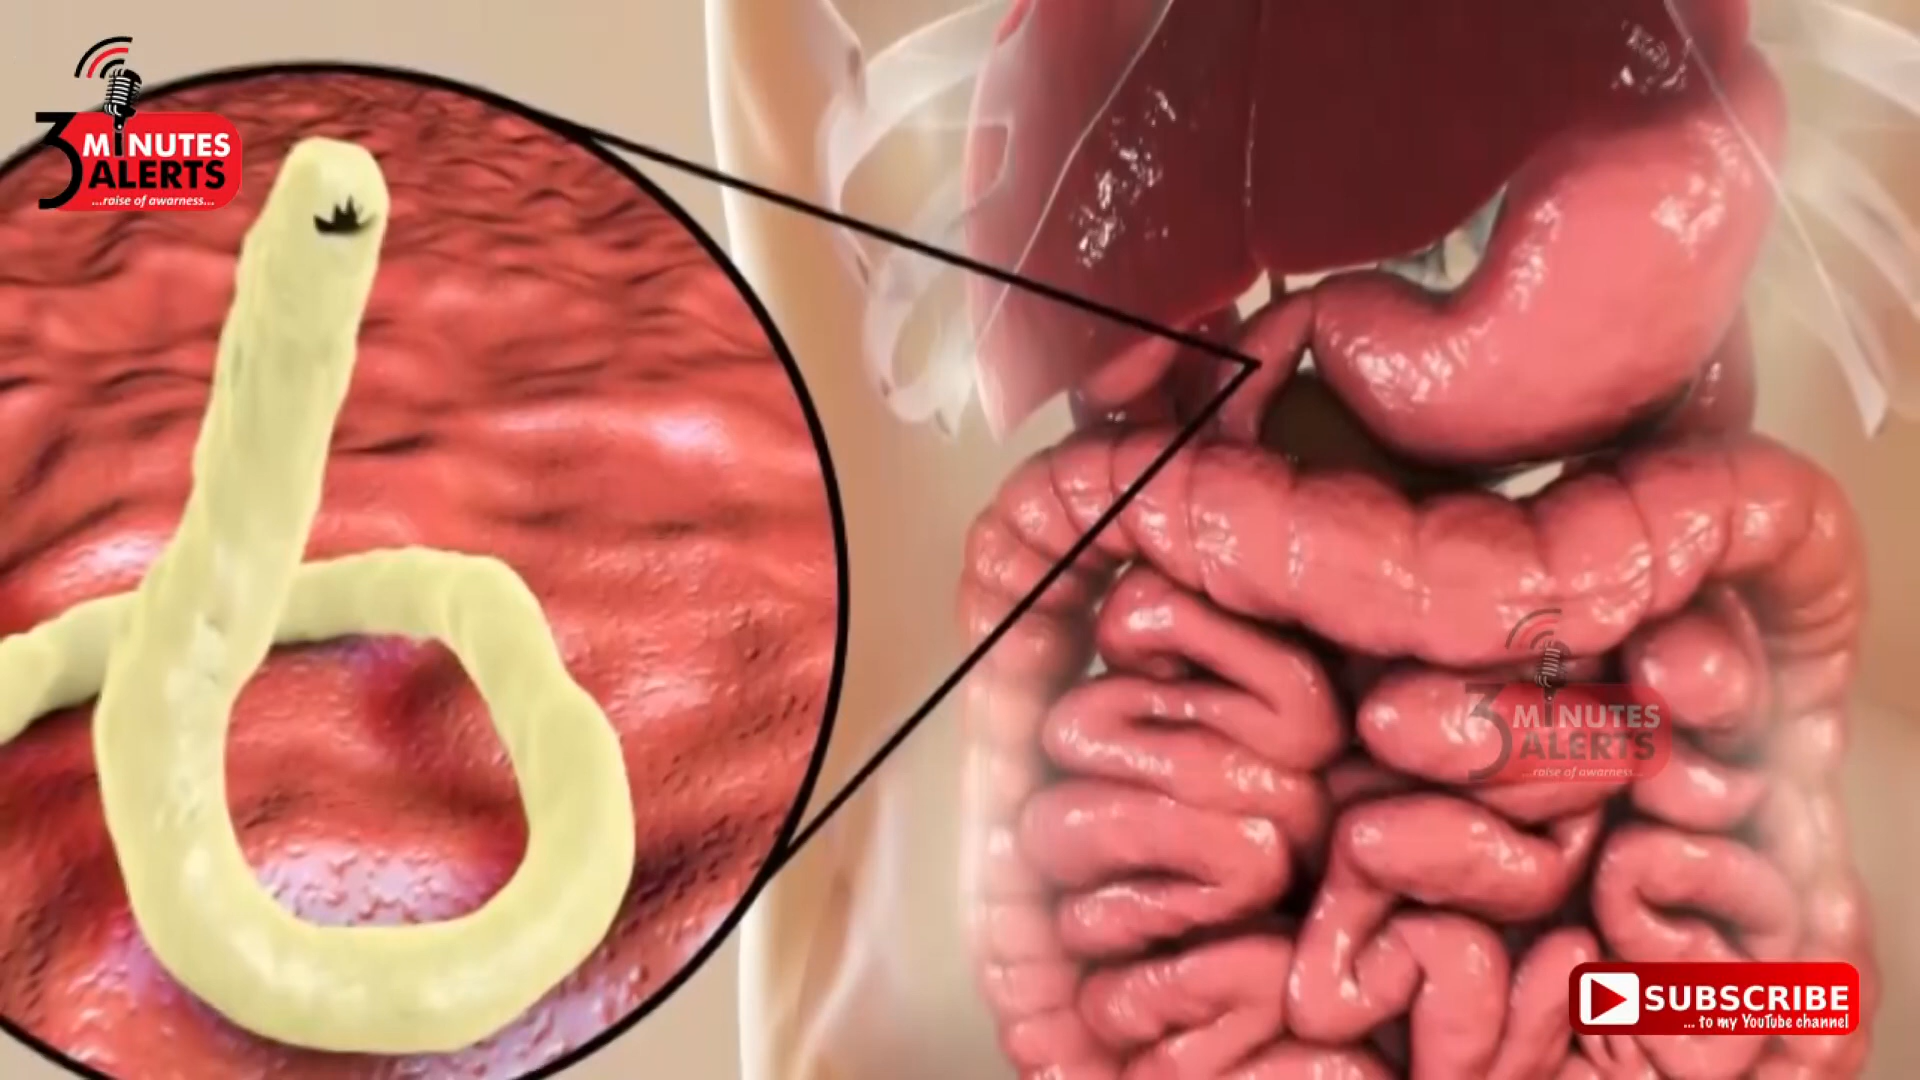 3 MINUTES
ALERTS
...raise of awarness...
3 MINUTES
ALERTS
...raise of awarness...
SUBSCRIBE
... to my YouTube channel